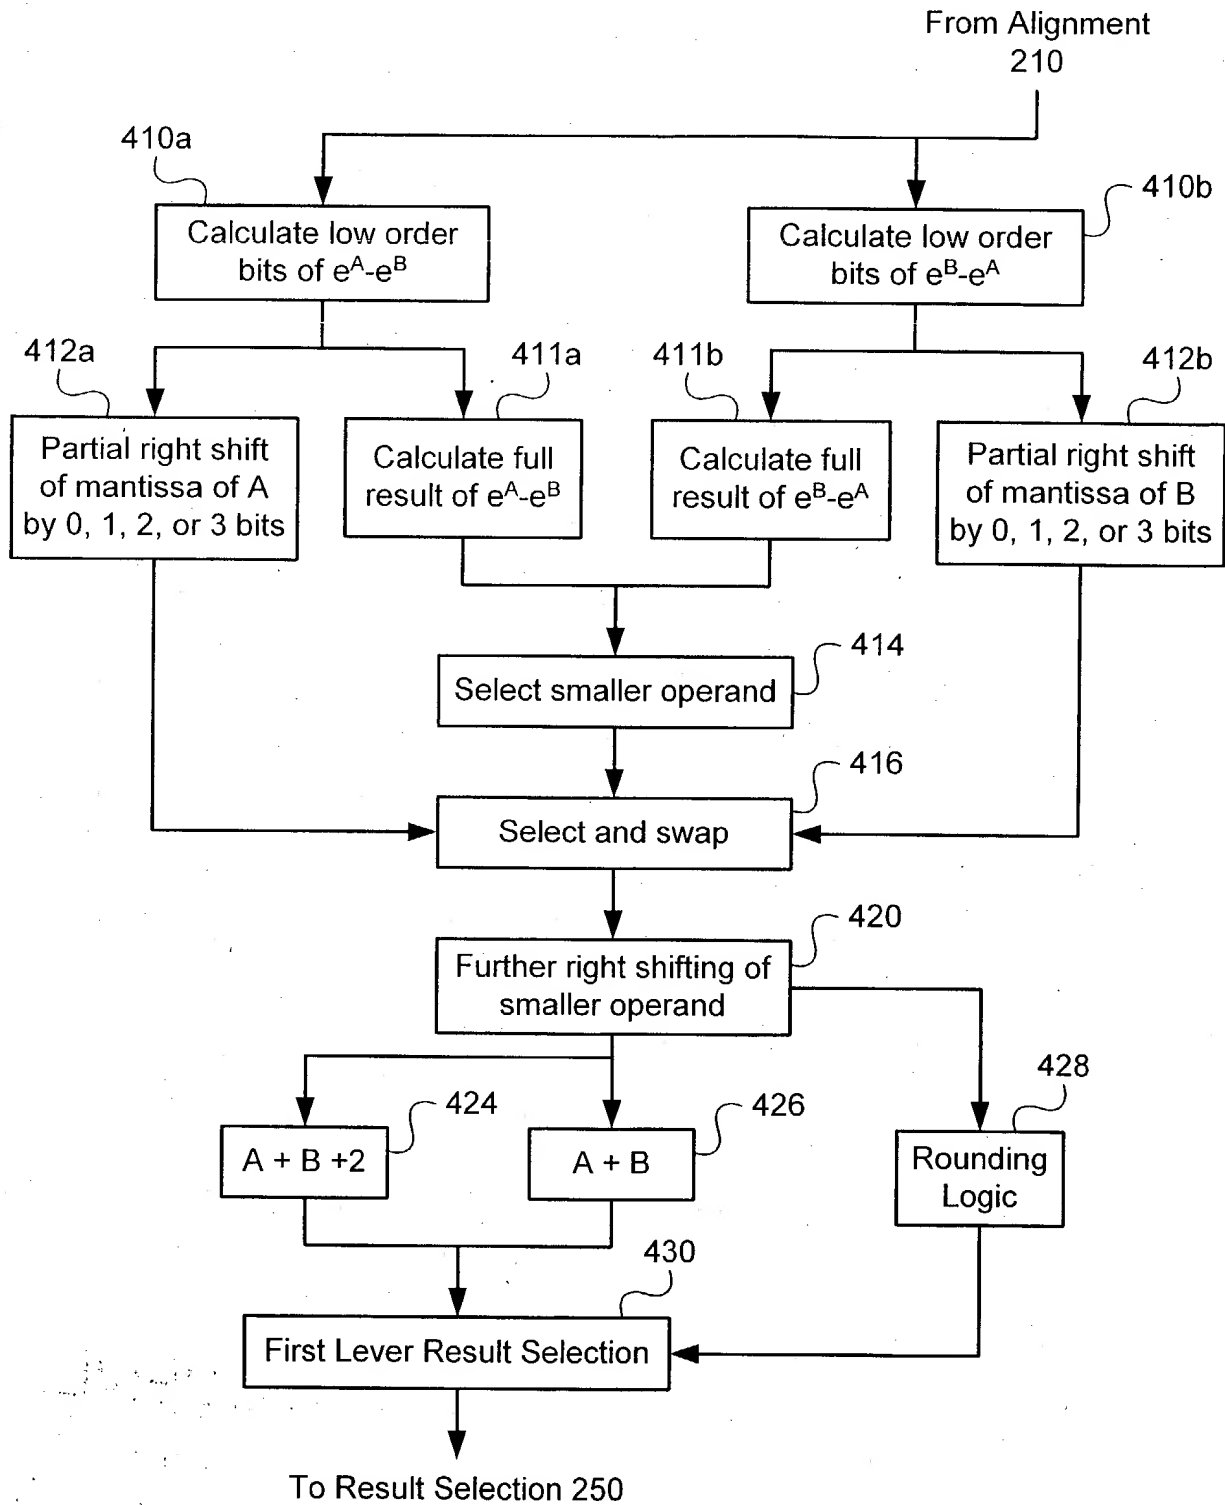 From Alignment
210
410a
410b
Calculate low order
bits of e^A-e^B
Calculate low order
bits of e^B-e^A
412a
411a
411b
412b
Partial right shift
of mantissa of A
by 0, 1, 2, or 3 bits
Calculate full
result of e^A-e^B
Calculate full
result of e^B-e^A
Partial right shift
of mantissa of B
by 0, 1, 2, or 3 bits
414
Select smaller operand
416
Select and swap
420
Further right shifting of
smaller operand
424
426
428
A + B +2
A + B
Rounding
Logic
430
First Lever Result Selection
To Result Selection 250